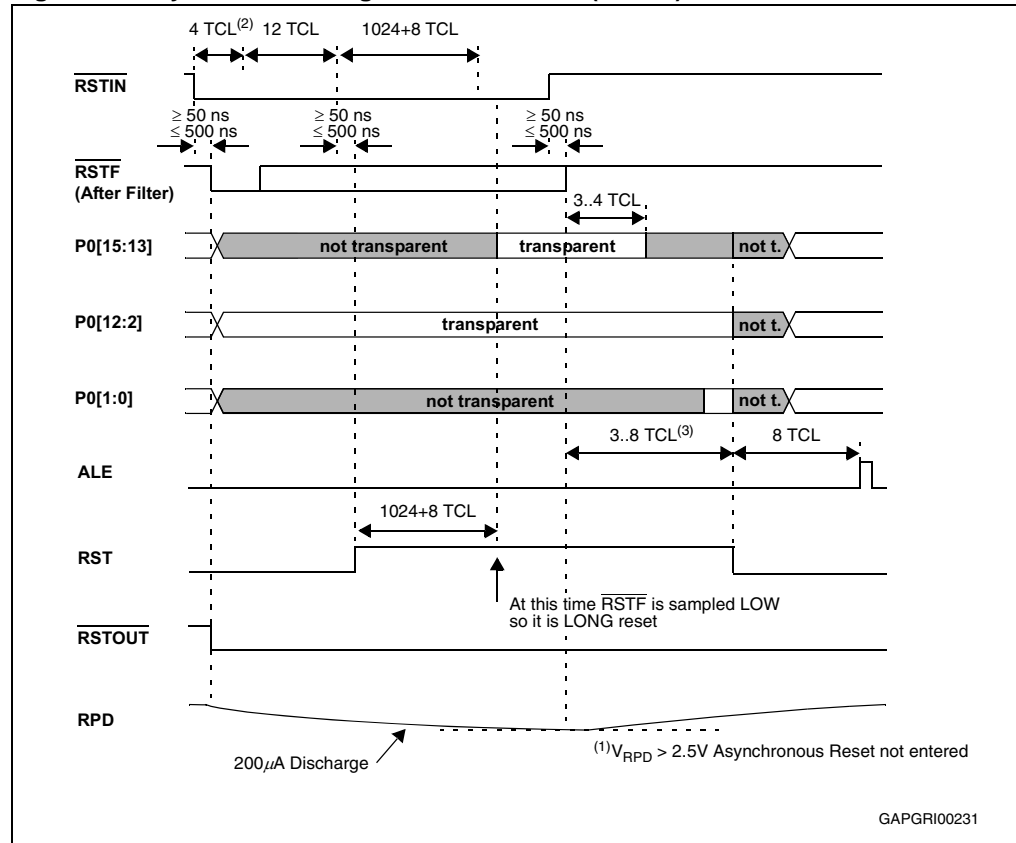 4 TCL(2) 12 TCL 1024+8 TCL
RSTIN
≥ 50 ns ≥ 50 ns ≥ 50 ns
≤ 500 ns ≤ 500 ns ≤ 500 ns
RSTF
(After Filter)
3..4 TCL
P0[15:13] not transparent transparent not t.
P0[12:2] transparent not t.
P0[1:0] not transparent not t.
3..8 TCL(3) 8 TCL
ALE
1024+8 TCL
RST
At this time RSTF is sampled LOW
so it is LONG reset
RSTOUT
RPD
200µA Discharge
(1)VRPD > 2.5V Asynchronous Reset not entered
GAPGRI00231